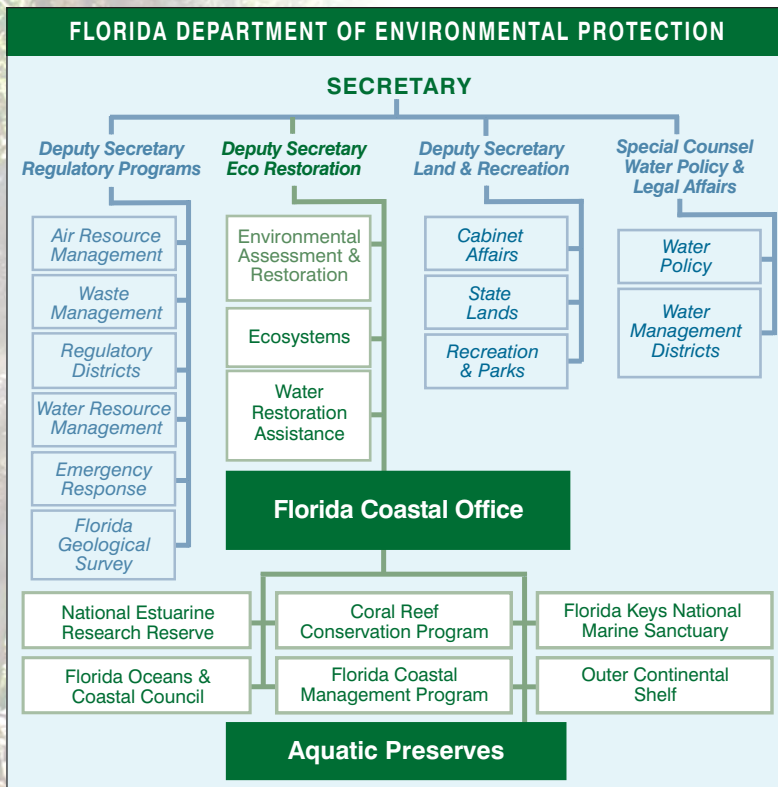 FLORIDA DEPARTMENT OF ENVIRONMENTAL PROTECTION
SECRETARY
Deputy Secretary
Regulatory Programs
Air Resource
Management
Waste
Management
Regulatory
Districts
Water Resource
Management
Emergency
Response
Florida
Geological
Survey
Deputy Secretary
Eco Restoration
Environmental
Assessment &
Restoration
Ecosystems
Water
Restoration
Assistance
Deputy Secretary
Land & Recreation
Cabinet
Affairs
State
Lands
Recreation
& Parks
Special Counsel
Water Policy &
Legal Affairs
Water
Policy
Water
Management
Districts
Florida Coastal Office
National Estuarine
Research Reserve
Coral Reef
Conservation Program
Florida Keys National
Marine Sanctuary
Florida Oceans &
Coastal Council
Florida Coastal
Management Program
Outer Continental
Shelf
Aquatic Preserves